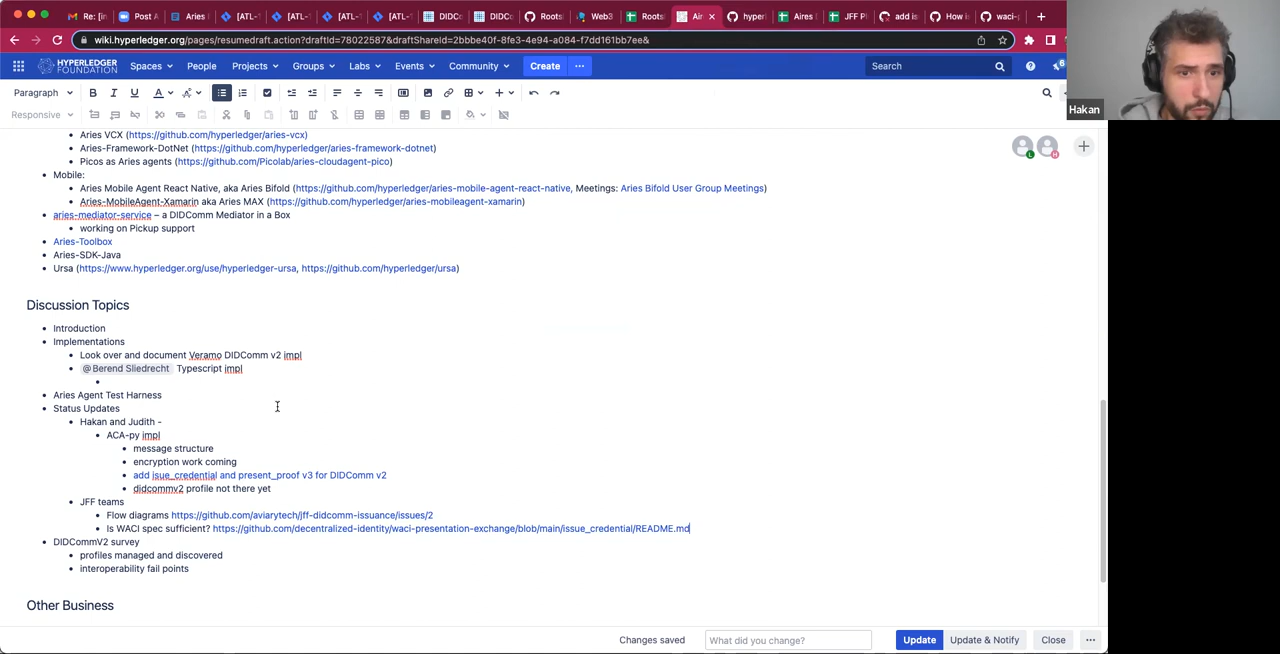 Re: [in
Post A
Aries
[ATL-
[ATL-
[ATL-
[ATL-
DIDCo
DIDCo
Roots
Web3
Roots
Air
hyperl
Aires
JFF Pl
add is
How i
waci-p
wiki.hyperledger.org/pages/resumedraft.action?draftId=78022587&draftShareId=2bbbe40f-8fe3-4e94-a084-f7dd161bb7ee&
HYPERLEDGER FOUNDATION
Spaces
People
Projects
Groups
Labs
Events
Community
Create
Search
6
Paragraph
B I U A
Responsive
Hakan
Aries VCX (https://github.com/hyperledger/aries-vcx)
Aries-Framework-DotNet (https://github.com/hyperledger/aries-framework-dotnet)
Picos as Aries agents (https://github.com/Picolab/aries-cloudagent-pico)
Mobile:
Aries Mobile Agent React Native, aka Aries Bifold (https://github.com/hyperledger/aries-mobile-agent-react-native, Meetings: Aries Bifold User Group Meetings)
Aries-MobileAgent-Xamarin aka Aries MAX (https://github.com/hyperledger/aries-mobileagent-xamarin)
aries-mediator-service – a DIDComm Mediator in a Box
working on Pickup support
Aries-Toolbox
Aries-SDK-Java
Ursa (https://www.hyperledger.org/use/hyperledger-ursa, https://github.com/hyperledger/ursa)
Discussion Topics
Introduction
Implementations
Look over and document Veramo DIDComm v2 impl
@Berend Sliedrecht Typescript impl
Aries Agent Test Harness
Status Updates
Hakan and Judith -
ACA-py impl
message structure
encryption work coming
add jsue_credential and present_proof v3 for DIDComm v2
didcommv2 profile not there yet
JFF teams
Flow diagrams https://github.com/aviarytech/jff-didcomm-issuance/issues/2
Is WACI spec sufficient? https://github.com/decentralized-identity/waci-presentation-exchange/blob/main/issue_credential/README.md
DIDCommV2 survey
profiles managed and discovered
interoperability fail points
Other Business
Changes saved
What did you change?
Update
Update & Notify
Close